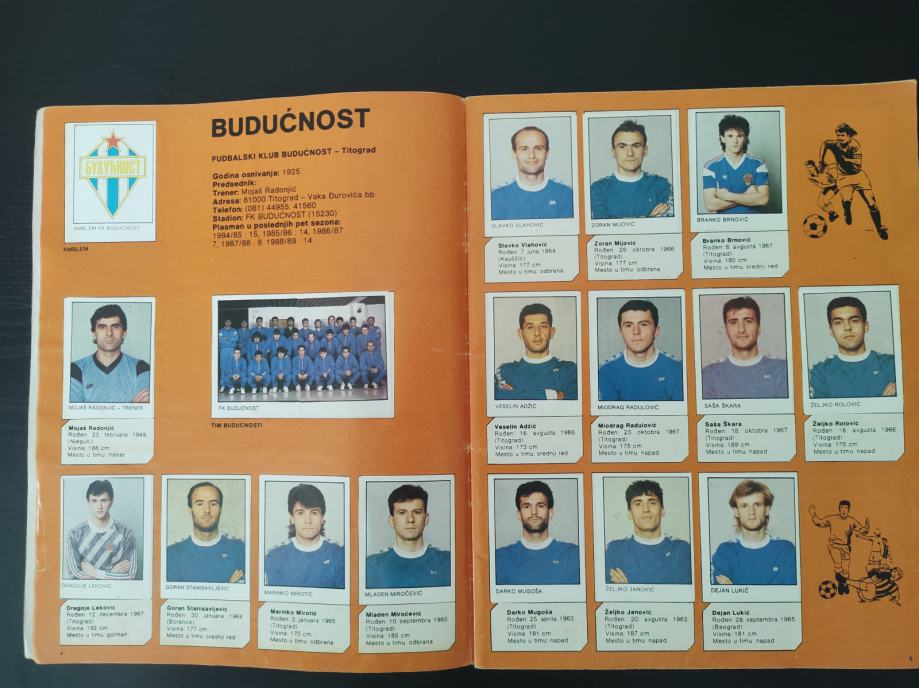 БУДУЋНОСТ
AMBLEM FK BUDUĆNOST
AMBLEM
BUDUĆNOST
FUDBALSKI KLUB BUDUĆNOST – Titograd
Godina osnivanja: 1925.
Predsednik:
Trener: Mojaš Radonjić
Adresa: 81000 Titograd – Vaka Đurovića bb
Telefon: (081) 44955, 41560
Stadion: FK BUDUĆNOST (15230)
Plasman u poslednjih pet sezona:
1984/85 : 15, 1985/86 : 14, 1986/87 :
7, 1987/88 : 9, 1988/89 : 14.
MOJAŠ RADONJIĆ – TRENER
Mojaš Radonjić
Rođen: 22. februara 1949.
(Njeguši)
Visina: 188 cm
Mesto u timu: trener
FK BUDUĆNOST
TIM BUDUĆNOSTI
DRAGOJE LEKOVIĆ
Dragoje Leković
Rođen: 12. decembra 1967.
(Titograd)
Visina: 192 cm
Mesto u timu: golman
GORAN STANISAVLJEVIĆ
Goran Stanisavljević
Rođen: 30. januara 1964.
(Borance)
Visina: 177 cm
Mesto u timu: srednji red
MARINKO MIROTIĆ
Marinko Mirotić
Rođen: 2. januara 1965.
(Titograd)
Visina: 170 cm
Mesto u timu: odbrana
MLADEN MIROČEVIĆ
Mladen Miročević
Rođen: 10. septembra 1965.
(Titograd)
Visina: 185 cm
Mesto u timu: odbrana
SLAVKO VLAHOVIĆ
Slavko Vlahović
Rođen: 7. juna 1954.
Visina: 177 cm
Mesto u timu: odbrana
ZORAN MIJOVIĆ
Zoran Mijović
Rođen: 29. oktobra 1966.
(Titograd)
Visina: 177 cm
Mesto u timu: odbrana
BRANKO BRNOVIĆ
Branko Brnović
Rođen: 8. avgusta 1967.
(Titograd)
Visina: 180 cm
Mesto u timu: srednji red
VESELIN ADŽIĆ
Veselin Adžić
Rođen: 16. avgusta 1966.
(Titograd)
Visina: 173 cm
Mesto u timu: srednji red
MIODRAG RADULOVIĆ
Miodrag Radulović
Rođen: 23. oktobra 1967.
(Titograd)
Visina: 175 cm
Mesto u timu: napad
SAŠA ŠKARA
Saša Škara
Rođen: 18. oktobra 1967.
(Titograd)
Visina: 189 cm
Mesto u timu: napad
ŽELJKO ROLOVIĆ
Željko Rolović
Rođen: 16. avgusta 1966.
(Titograd)
Visina: 175 cm
Mesto u timu: napad
DARKO MUGOŠA
Darko Mugoša
Rođen: 25. aprila 1963.
(Titograd)
Visina: 181 cm
Mesto u timu: napad
ŽELJKO JANOVIĆ
Željko Janović
Rođen: 20. avgusta 1963.
(Titograd)
Visina: 187 cm
Mesto u timu: napad
DEJAN LUKIĆ
Dejan Lukić
Rođen: 28. septembra 1965.
(Beograd)
Visina: 181 cm
Mesto u timu: napad